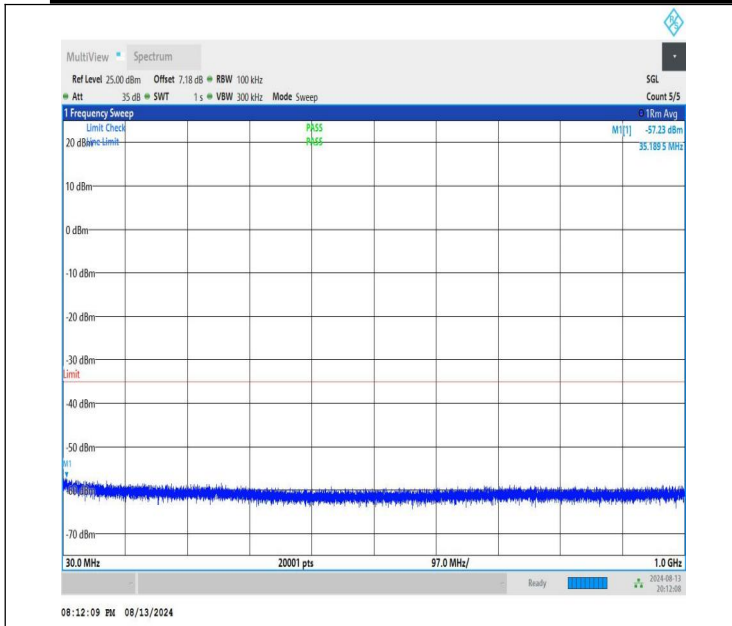 MultiView Spectrum
Ref Level 25.00 dBm Offset 7.18 dB RBW 100 kHz SGL
Att 35 dB SWT 1 s VBW 300 kHz Mode Sweep Count 5/5
1 Frequency Sweep 1Rm Avg
Limit Check PASS M1[1] -57.23 dBm
20 dBm Line Limit PASS 35.189 5 MHz
10 dBm
0 dBm
-10 dBm
-20 dBm
-30 dBm
Limit
-40 dBm
-50 dBm
M1
-60 dBm
-70 dBm
30.0 MHz 20001 pts 97.0 MHz/ 1.0 GHz
Ready 2024-08-13
20:12:08
08:12:09 PM 08/13/2024